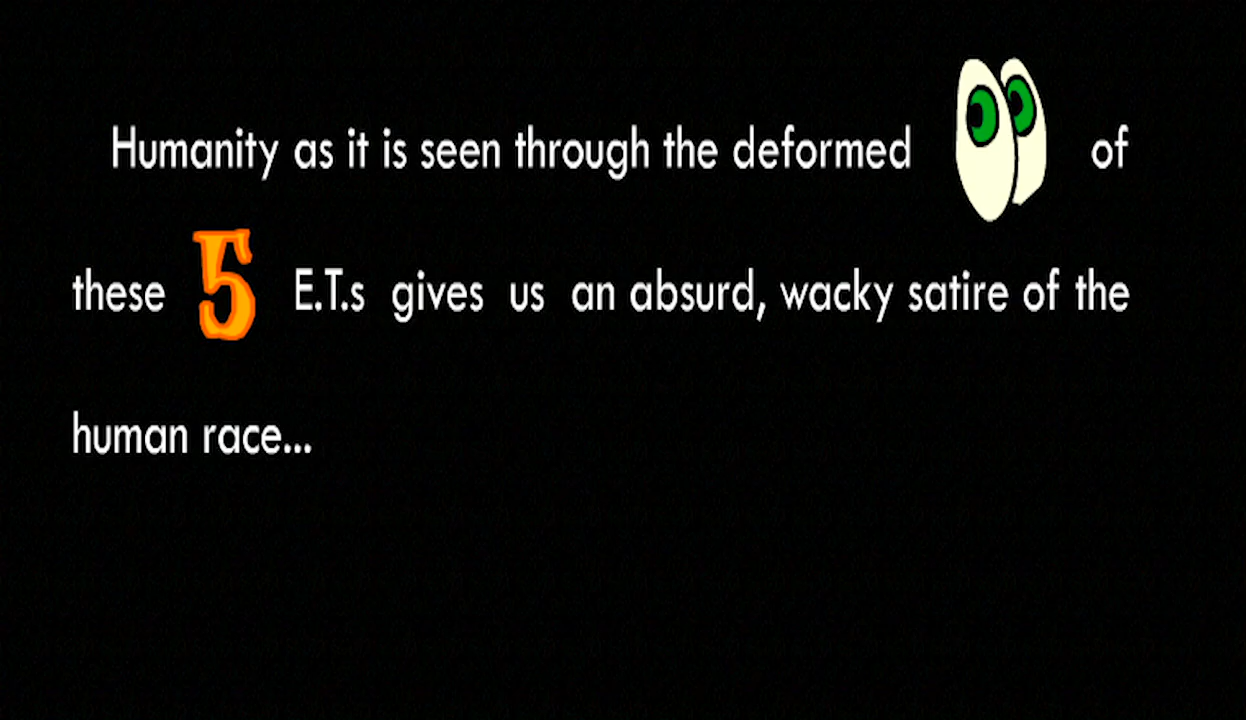 Humanity as it is seen through the deformed of
these 5 E.T.s gives us an absurd, wacky satire of the
human race...